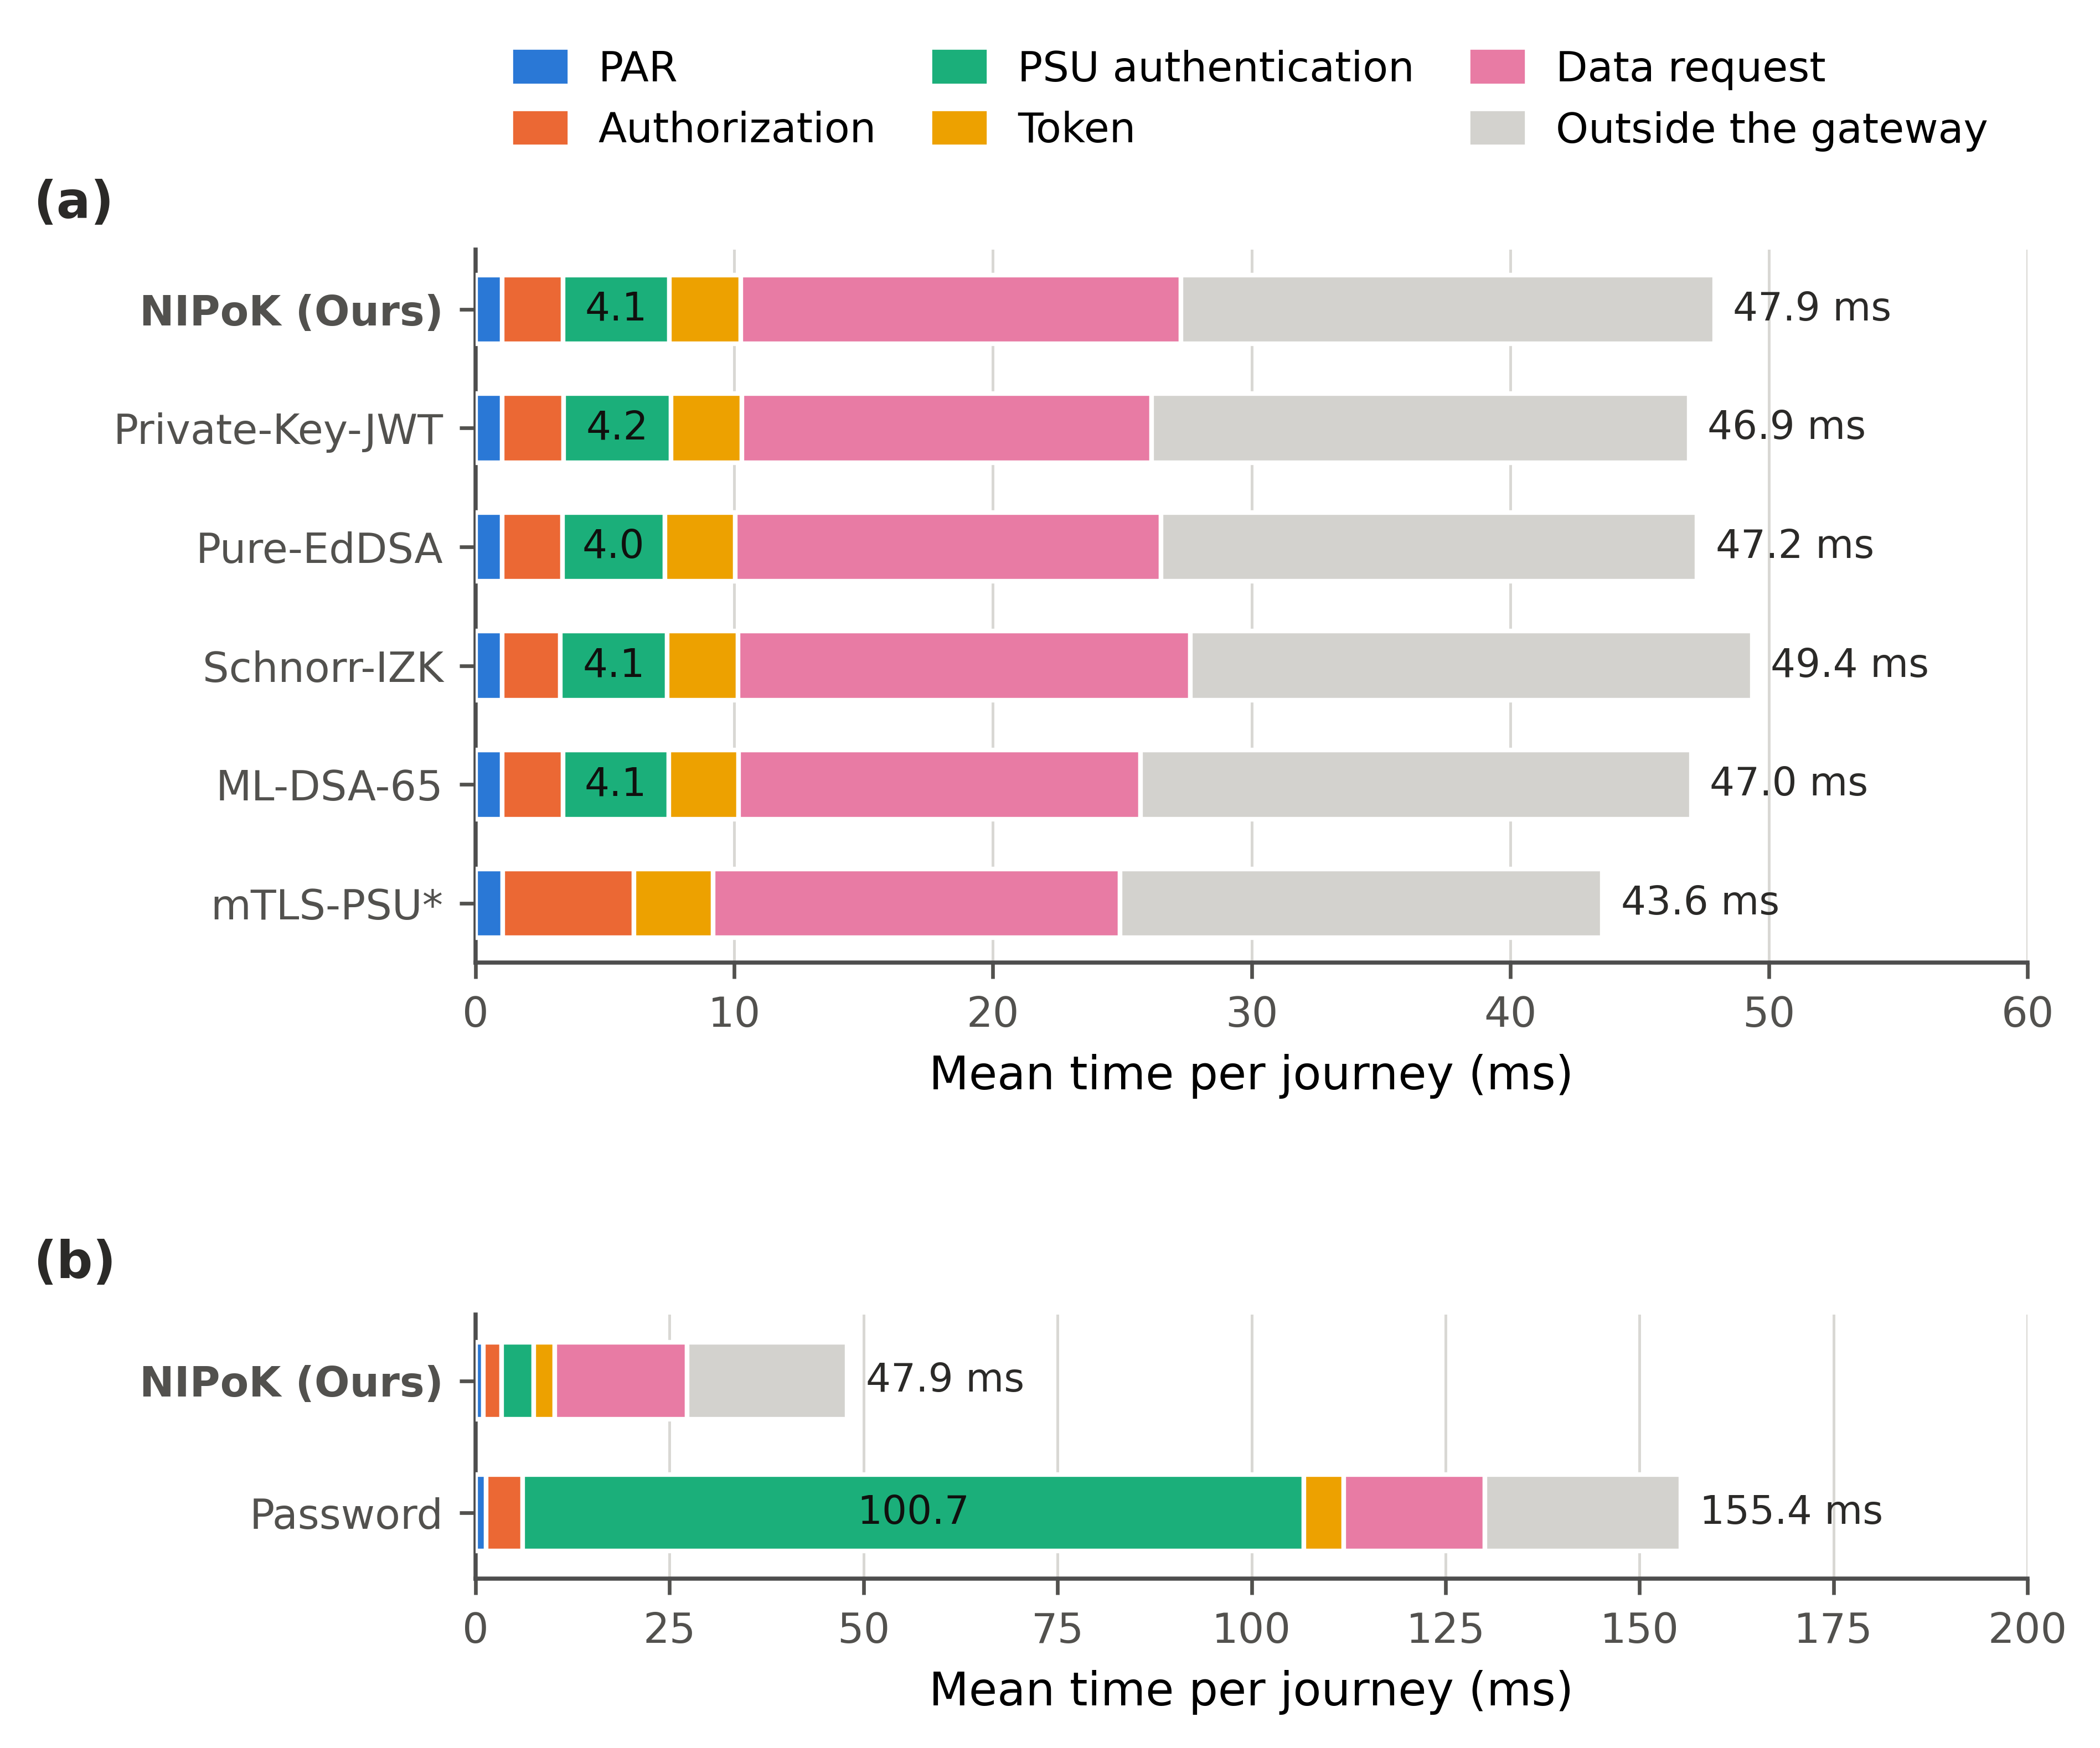 PAR
PSU authentication
Data request
Authorization
Token
Outside the gateway
(a)
NIPoK (Ours)
4.1
47.9 ms
Private-Key-JWT
4.2
46.9 ms
Pure-EdDSA
4.0
47.2 ms
Schnorr-IZK
4.1
49.4 ms
ML-DSA-65
4.1
47.0 ms
mTLS-PSU*
43.6 ms
0 10 20 30 40 50 60
Mean time per journey (ms)
(b)
NIPoK (Ours)
47.9 ms
Password
100.7
155.4 ms
0 25 50 75 100 125 150 175 200
Mean time per journey (ms)